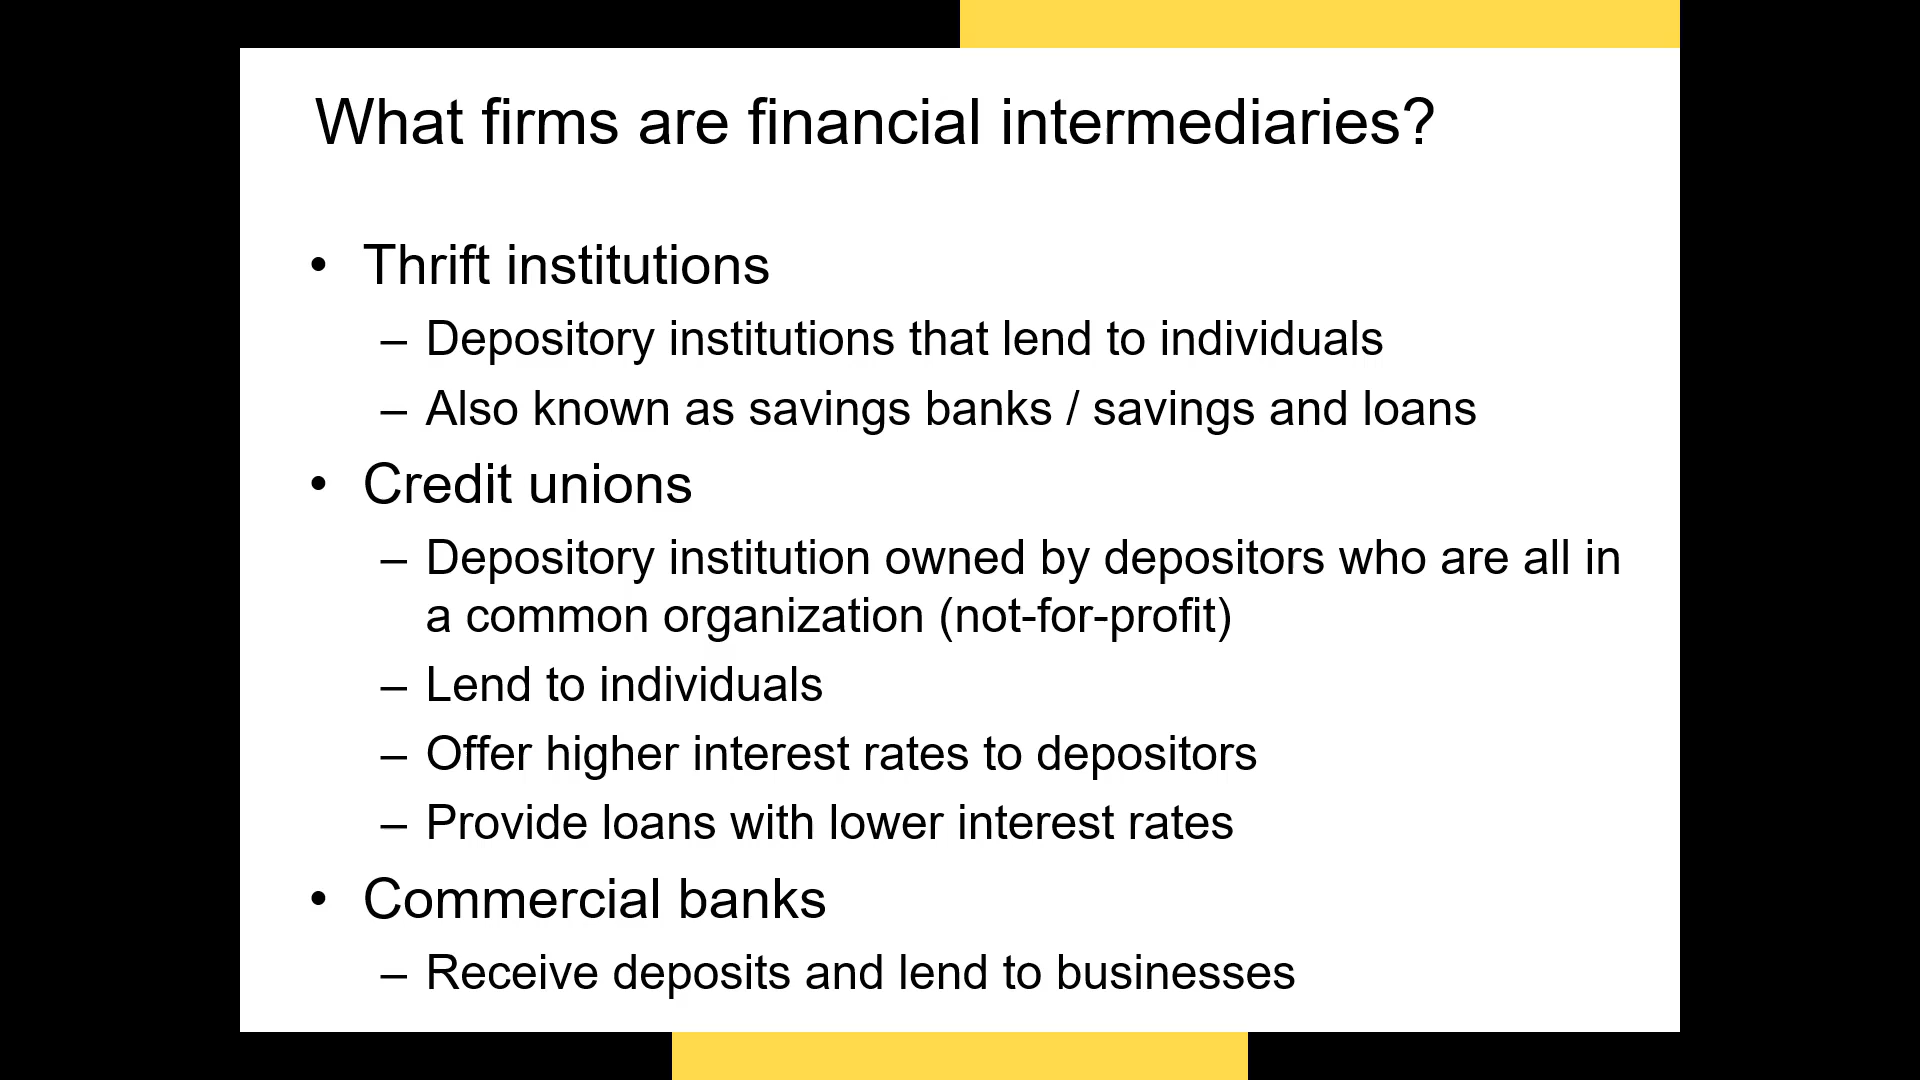 What firms are financial intermediaries?
• Thrift institutions
– Depository institutions that lend to individuals
– Also known as savings banks / savings and loans
• Credit unions
– Depository institution owned by depositors who are all in
a common organization (not-for-profit)
– Lend to individuals
– Offer higher interest rates to depositors
– Provide loans with lower interest rates
• Commercial banks
– Receive deposits and lend to businesses